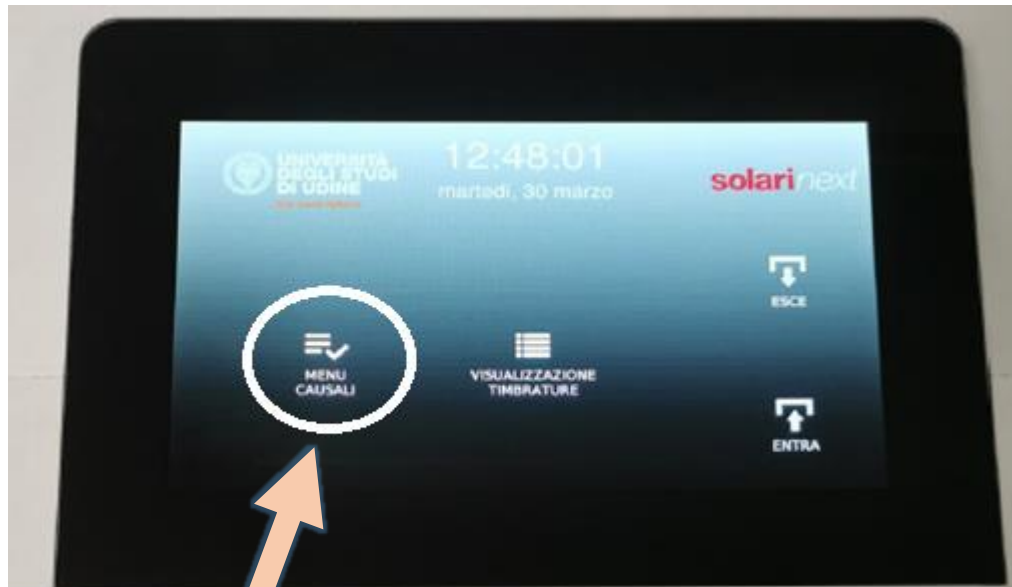 UNIVERSITÀ
DEGLI STUDI
DI UDINE
12:48:01
martedì, 30 marzo
solari next
ESCE
MENU
CAUSALI
VISUALIZZAZIONE
TIMBRATURE
ENTRA